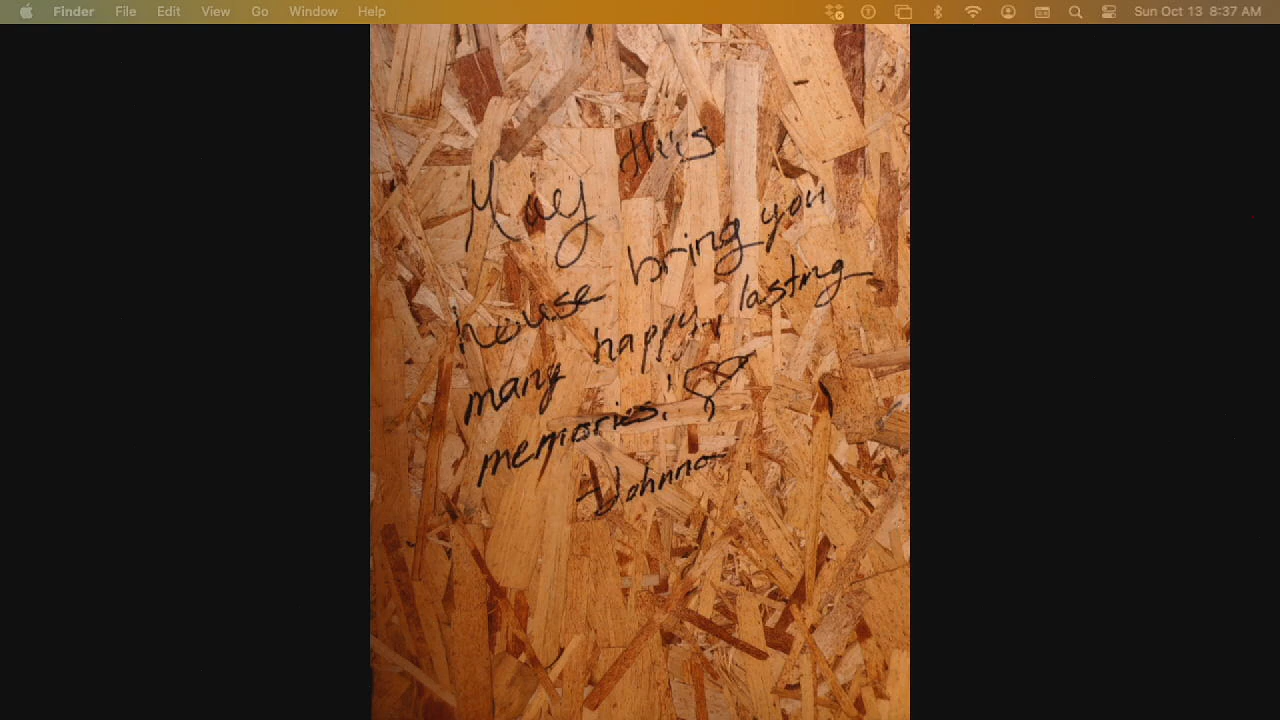 Finder File Edit View Go Window Help Sun Oct 13 8:37 AM
May this
house bring you
many happy, lasting
memories!
Johnna